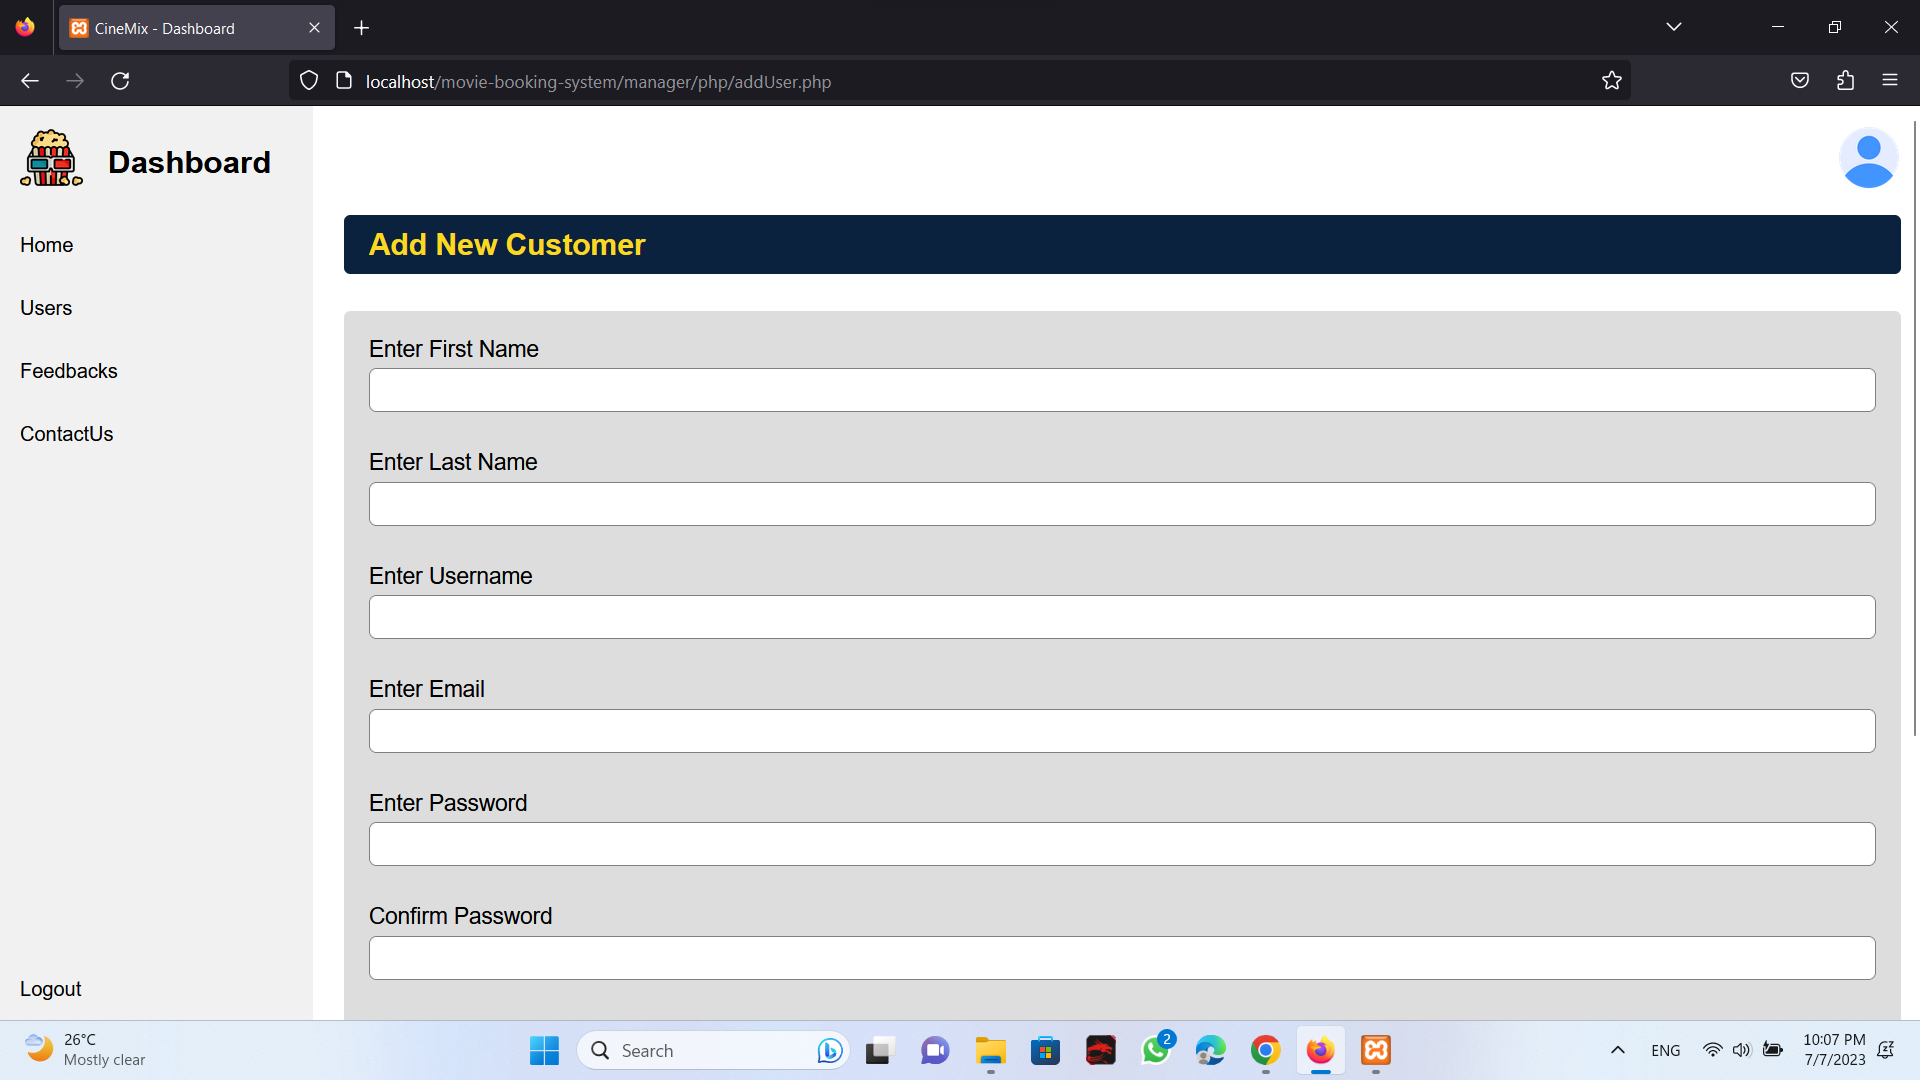 CineMix - Dashboard
localhost/movie-booking-system/manager/php/addUser.php
Dashboard
Home
Users
Feedbacks
ContactUs
Logout
Add New Customer
Enter First Name
Enter Last Name
Enter Username
Enter Email
Enter Password
Confirm Password
26°C
Mostly clear
Search
2
ENG
10:07 PM
7/7/2023